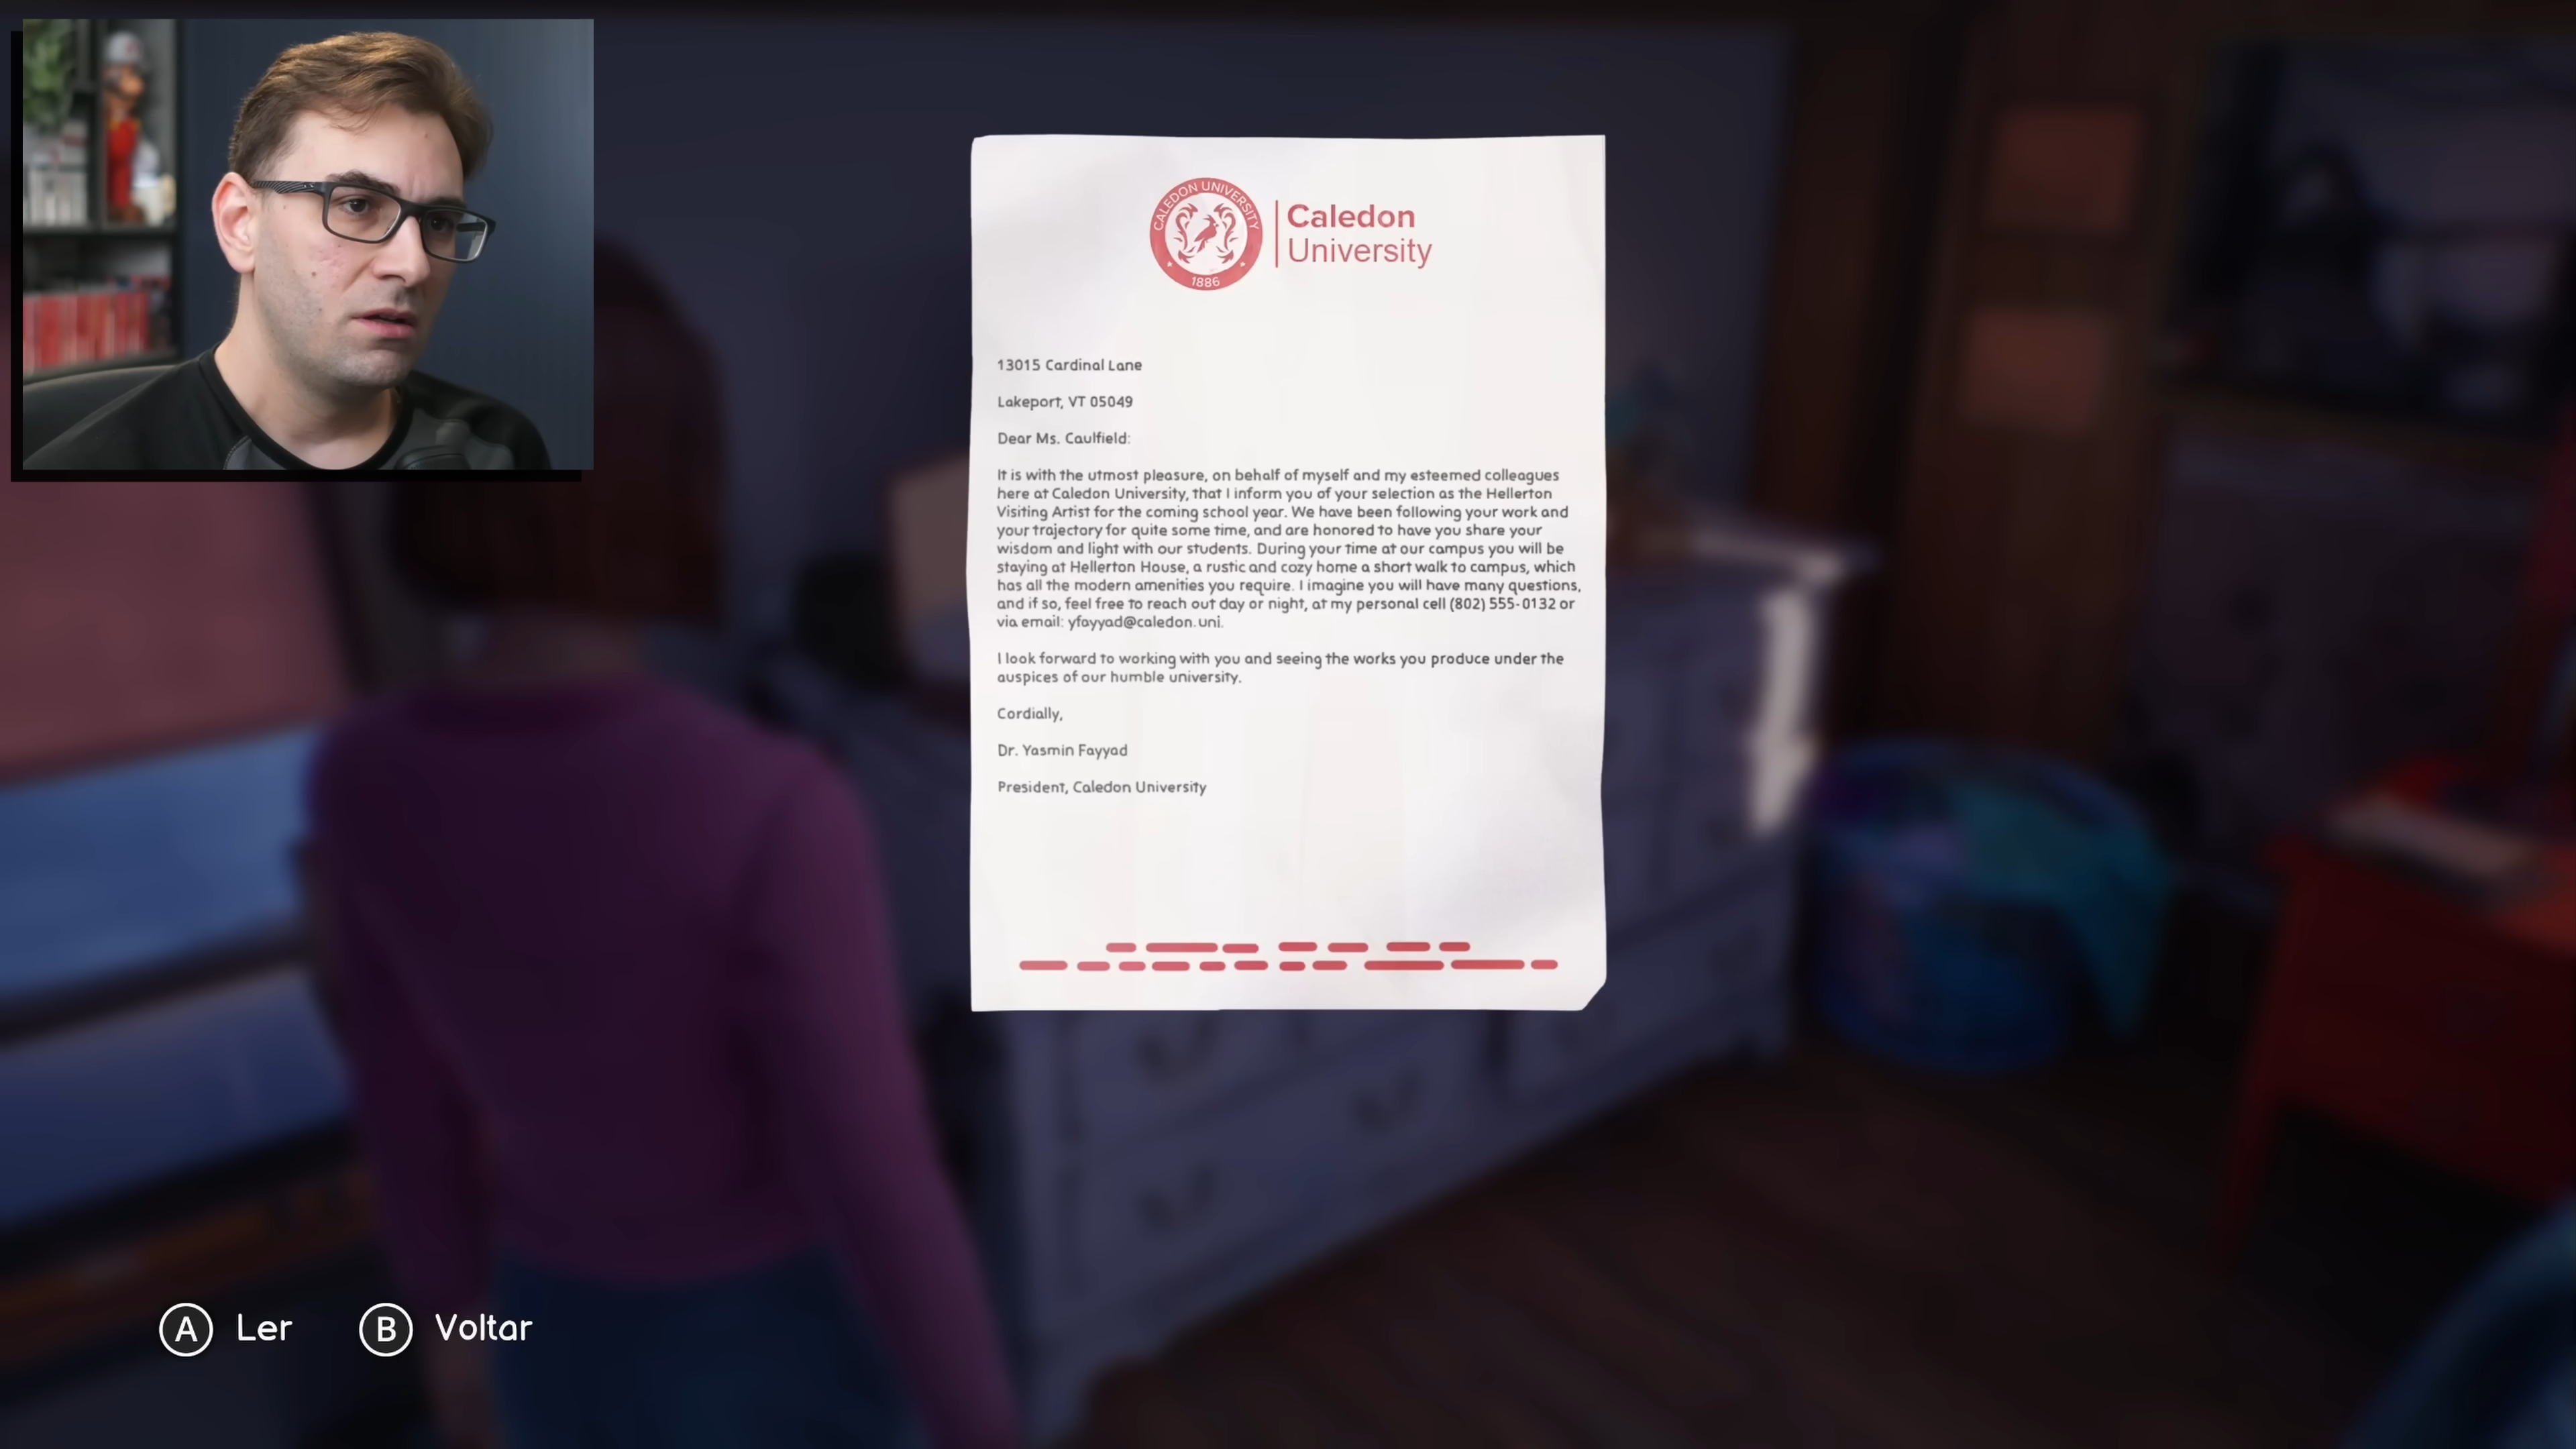 CALEDON UNIVERSITY
1886
Caledon
University
13015 Cardinal Lane
Lakeport, VT 05049
Dear Ms. Caulfield:
It is with the utmost pleasure, on behalf of myself and my esteemed colleagues
here at Caledon University, that I inform you of your selection as the Hellerton
Visiting Artist for the coming school year. We have been following your work and
your trajectory for quite some time, and are honored to have you share your
wisdom and light with our students. During your time at our campus you will be
staying at Hellerton House, a rustic and cozy home a short walk to campus, which
has all the modern amenities you require. I imagine you will have many questions,
and if so, feel free to reach out day or night, at my personal cell (802) 555-0132 or
via email: yfayyad@caledon.uni.
I look forward to working with you and seeing the works you produce under the
auspices of our humble university.
Cordially,
Dr. Yasmin Fayyad
President, Caledon University
A Ler B Voltar